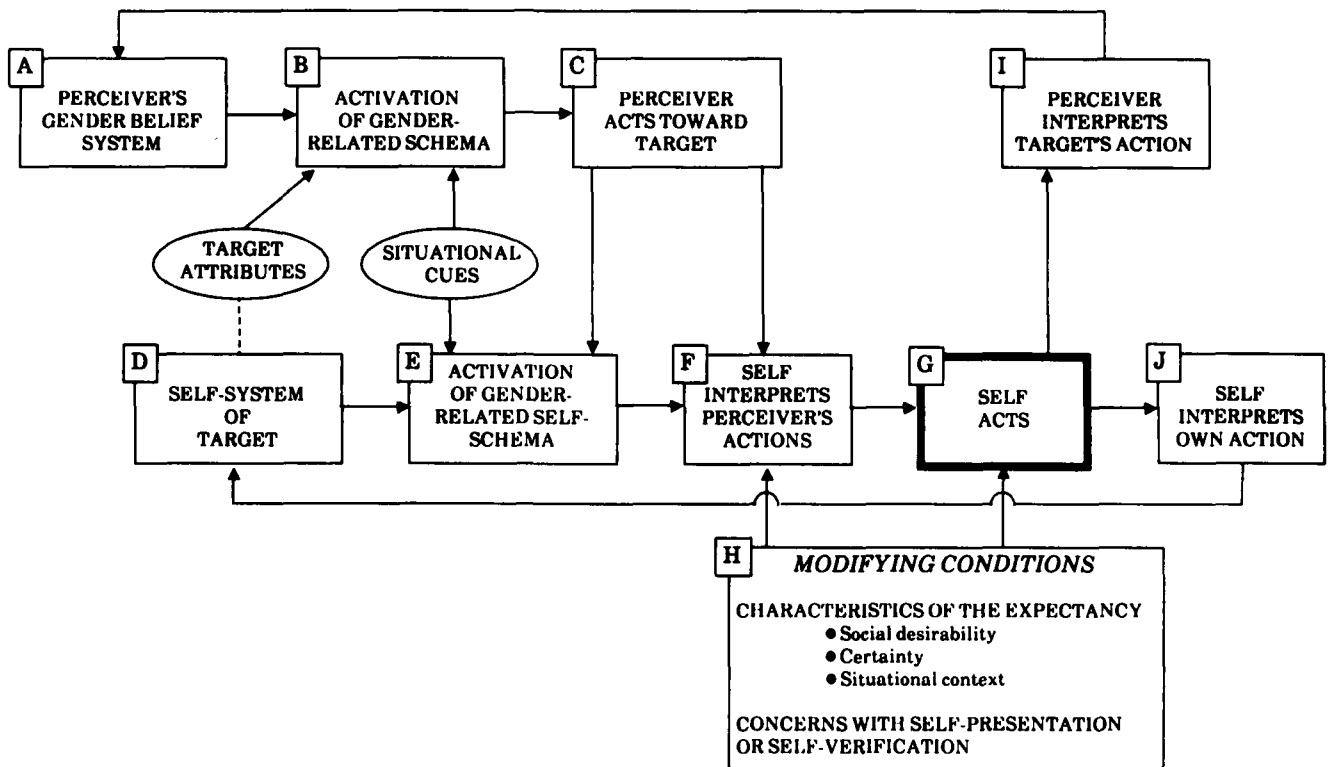 A
PERCEIVER'S
GENDER BELIEF
SYSTEM
B
ACTIVATION
OF GENDER-
RELATED SCHEMA
C
PERCEIVER
ACTS TOWARD
TARGET
I
PERCEIVER
INTERPRETS
TARGET'S ACTION
TARGET
ATTRIBUTES
SITUATIONAL
CUES
D
SELF-SYSTEM
OF
TARGET
E
ACTIVATION
OF GENDER-
RELATED SELF-
SCHEMA
F
SELF
INTERPRETS
PERCEIVER'S
ACTIONS
G
SELF
ACTS
J
SELF
INTERPRETS
OWN ACTION
H
MODIFYING CONDITIONS
CHARACTERISTICS OF THE EXPECTANCY
● Social desirability
● Certainty
● Situational context
CONCERNS WITH SELF-PRESENTATION
OR SELF-VERIFICATION